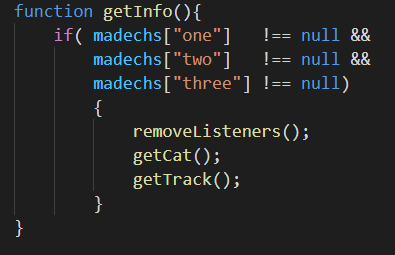 function getInfo(){
if( madechs["one"] !== null &&
madechs["two"] !== null &&
madechs["three"] !== null)
{
removeListeners();
getCat();
getTrack();
}
}